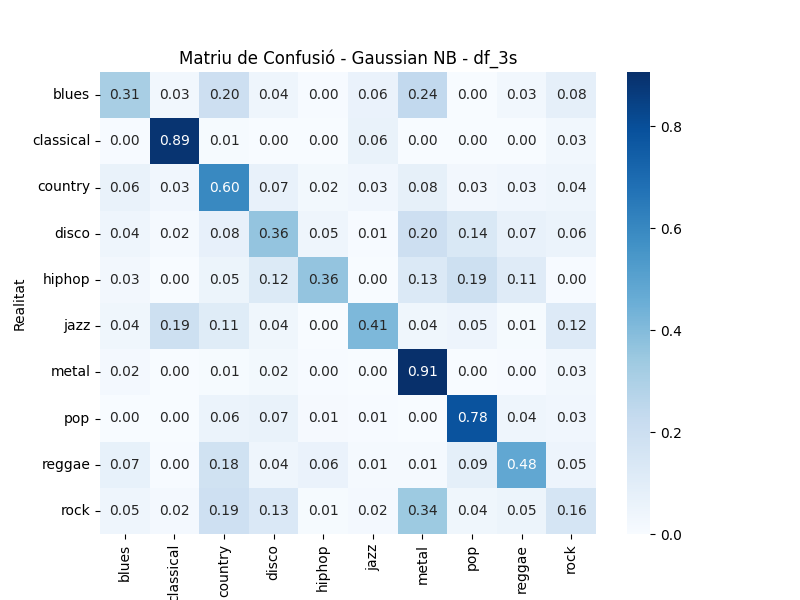 Matriu de Confusió - Gaussian NB - df_3s
Realitat
blues 0.31 0.03 0.20 0.04 0.00 0.06 0.24 0.00 0.03 0.08
classical 0.00 0.89 0.01 0.00 0.00 0.06 0.00 0.00 0.00 0.03
country 0.06 0.03 0.60 0.07 0.02 0.03 0.08 0.03 0.03 0.04
disco 0.04 0.02 0.08 0.36 0.05 0.01 0.20 0.14 0.07 0.06
hiphop 0.03 0.00 0.05 0.12 0.36 0.00 0.13 0.19 0.11 0.00
jazz 0.04 0.19 0.11 0.04 0.00 0.41 0.04 0.05 0.01 0.12
metal 0.02 0.00 0.01 0.02 0.00 0.00 0.91 0.00 0.00 0.03
pop 0.00 0.00 0.06 0.07 0.01 0.01 0.00 0.78 0.04 0.03
reggae 0.07 0.00 0.18 0.04 0.06 0.01 0.01 0.09 0.48 0.05
rock 0.05 0.02 0.19 0.13 0.01 0.02 0.34 0.04 0.05 0.16
blues classical country disco hiphop jazz metal pop reggae rock
0.8
0.6
0.4
0.2
0.0